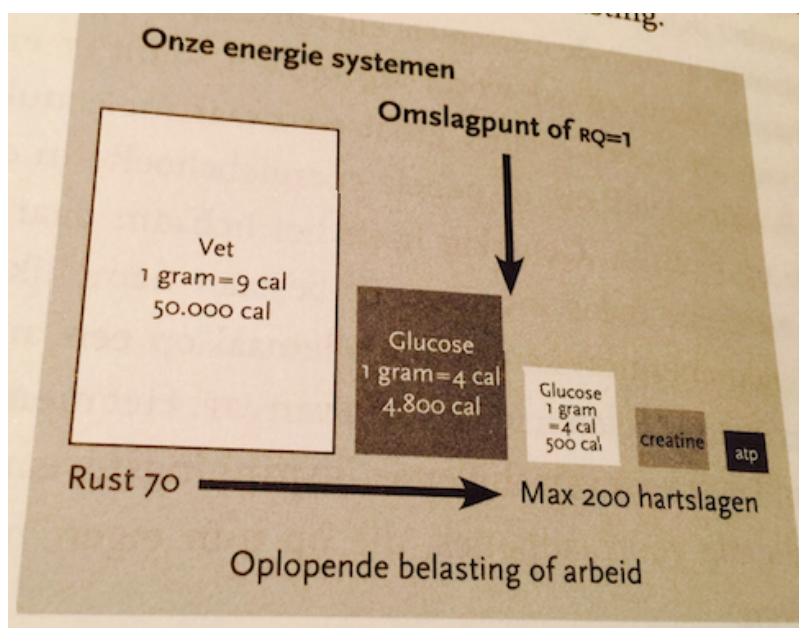 sting.
Onze energie systemen
Omslagpunt of RQ=1
Vet
1 gram=9 cal
50.000 cal
Glucose
1 gram=4 cal
4.800 cal
Glucose
1 gram
=4 cal
500 cal
creatine
atp
Rust 70
Max 200 hartslagen
Oplopende belasting of arbeid